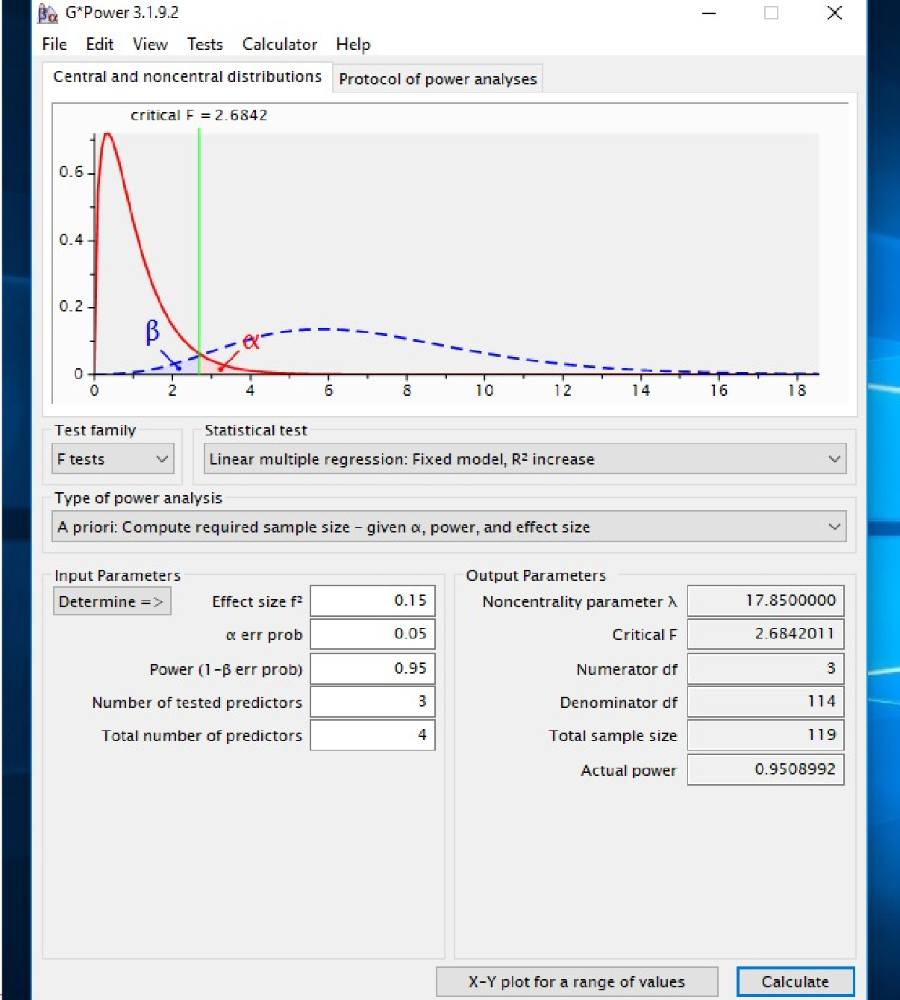 G*Power 3.1.9.2
File Edit View Tests Calculator Help
Central and noncentral distributions Protocol of power analyses
critical F = 2.6842
0.6
0.4
0.2
0
β
α
0 2 4 6 8 10 12 14 16 18
Test family Statistical test
F tests Linear multiple regression: Fixed model, R² increase
Type of power analysis
A priori: Compute required sample size – given α, power, and effect size
Input Parameters Output Parameters
Determine => Effect size f² 0.15 Noncentrality parameter λ 17.8500000
α err prob 0.05 Critical F 2.6842011
Power (1-β err prob) 0.95 Numerator df 3
Number of tested predictors 3 Denominator df 114
Total number of predictors 4 Total sample size 119
Actual power 0.9508992
X-Y plot for a range of values Calculate